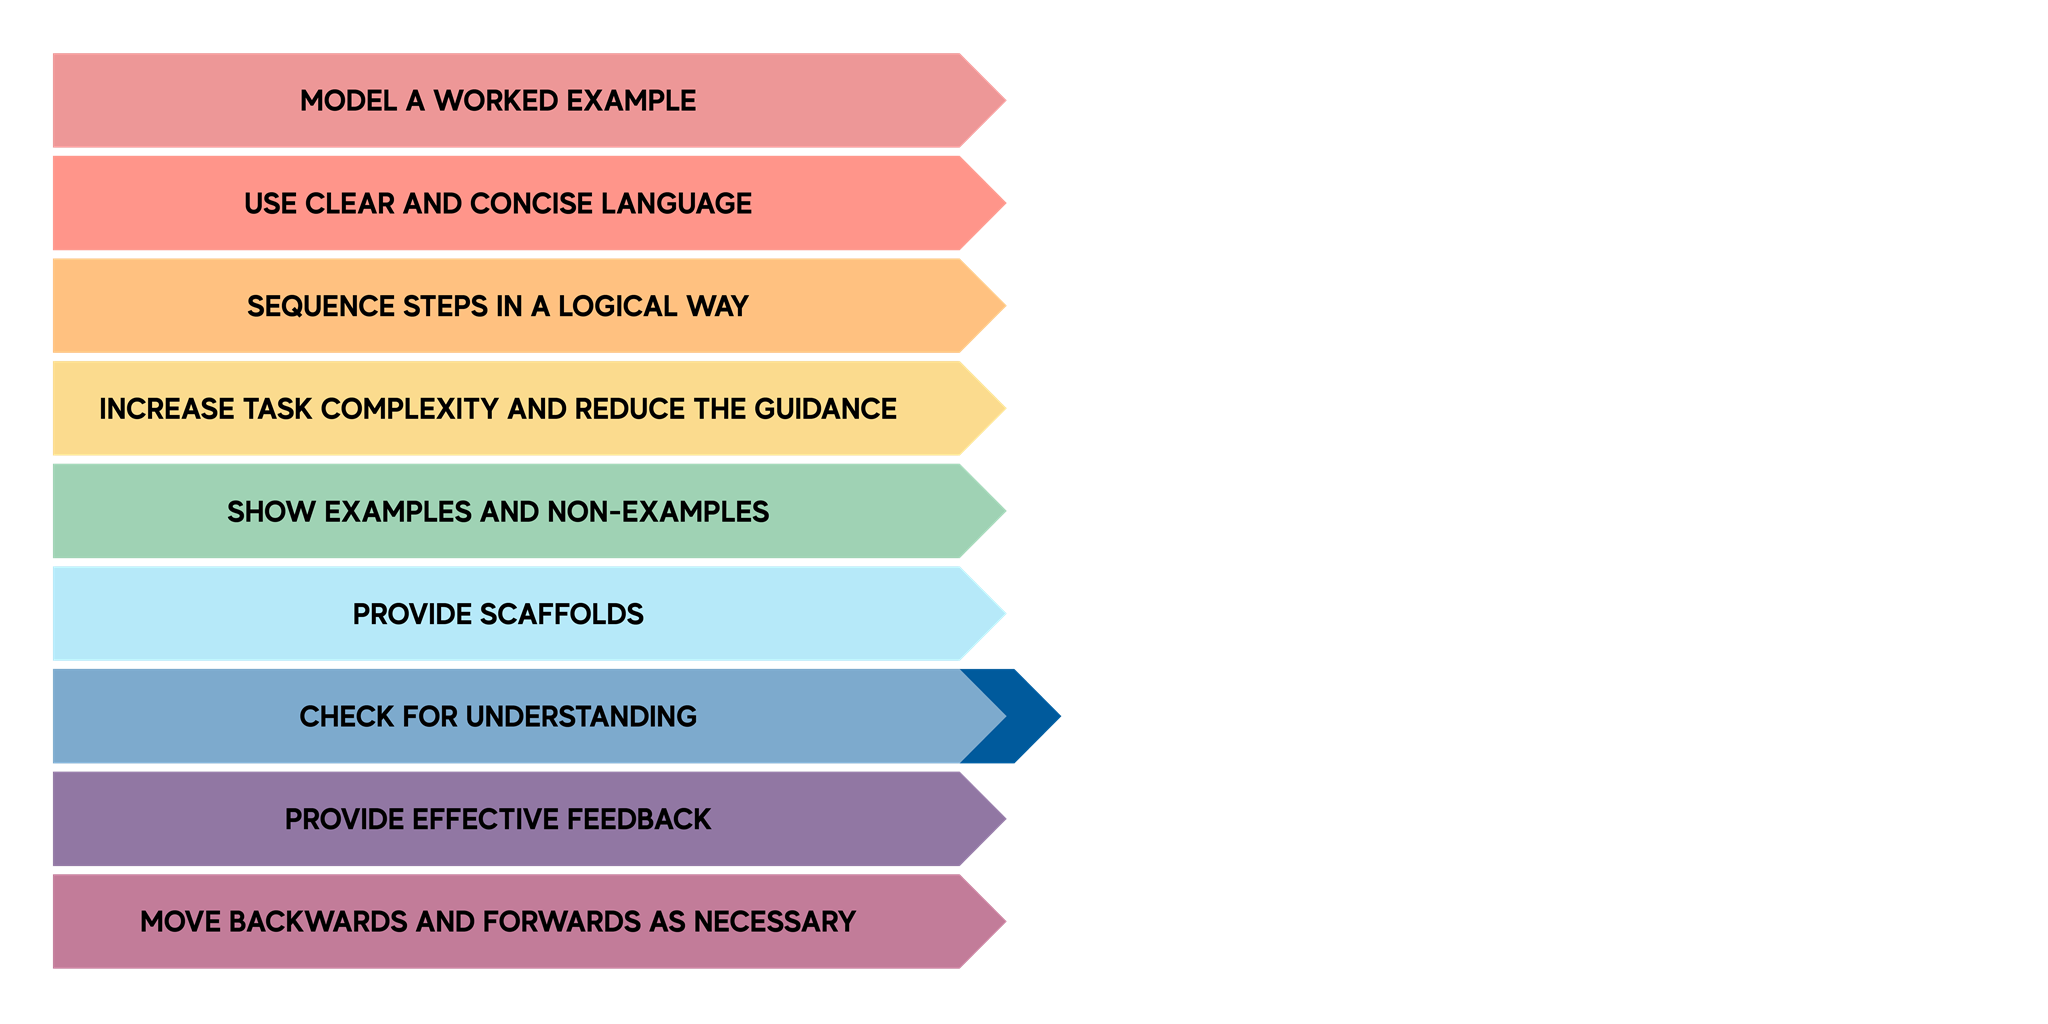 MODEL A WORKED EXAMPLE
USE CLEAR AND CONCISE LANGUAGE
SEQUENCE STEPS IN A LOGICAL WAY
INCREASE TASK COMPLEXITY AND REDUCE THE GUIDANCE
SHOW EXAMPLES AND NON-EXAMPLES
PROVIDE SCAFFOLDS
CHECK FOR UNDERSTANDING
PROVIDE EFFECTIVE FEEDBACK
MOVE BACKWARDS AND FORWARDS AS NECESSARY